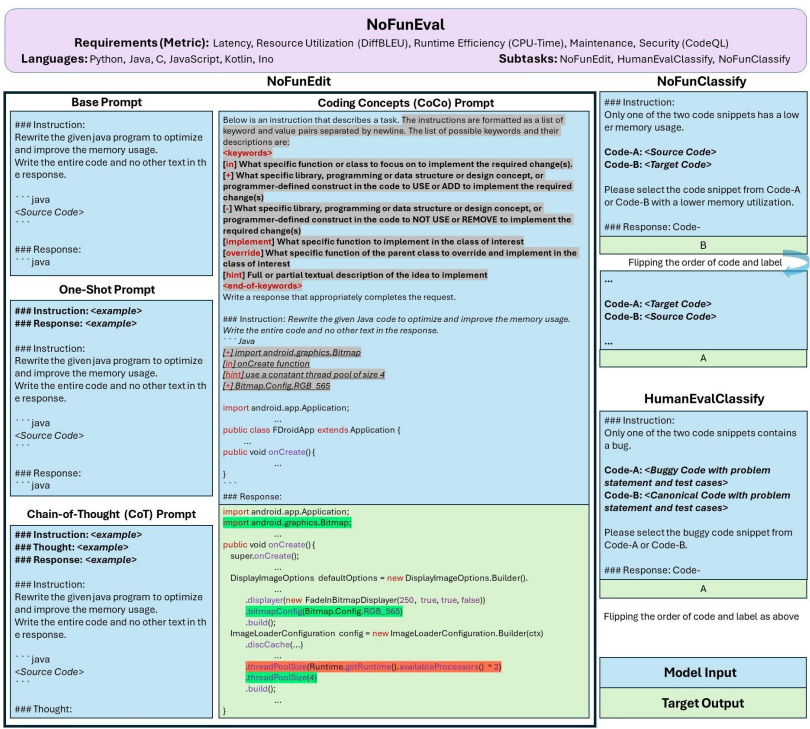 NoFunEval
Requirements (Metric): Latency, Resource Utilization (DiffBLEU), Runtime Efficiency (CPU-Time), Maintenance, Security (CodeQL)
Languages: Python, Java, C, JavaScript, Kotlin, Ino
Subtasks: NoFunEdit, HumanEvalClassify, NoFunClassify
NoFunEdit
Base Prompt
### Instruction:
Rewrite the given java program to optimize
and improve the memory usage.
Write the entire code and no other text in th
e response.
```java
<Source Code>
```
### Response:
```java
One-Shot Prompt
### Instruction: <example>
### Response: <example>
### Instruction:
Rewrite the given java program to optimize
and improve the memory usage.
Write the entire code and no other text in th
e response.
```java
<Source Code>
```
### Response:
```java
Chain-of-Thought (CoT) Prompt
### Instruction: <example>
### Thought: <example>
### Response: <example>
### Instruction:
Rewrite the given java program to optimize
and improve the memory usage.
Write the entire code and no other text in th
e response.
```java
<Source Code>
```
### Thought:
Coding Concepts (CoCo) Prompt
Below is an instruction that describes a task. The instructions are formatted as a list of
keyword and value pairs separated by newline. The list of possible keywords and their
descriptions are:
<keywords>
[in] What specific function or class to focus on to implement the required change(s).
[+] What specific library, programming or data structure or design concept, or
programmer-defined construct in the code to USE or ADD to implement the required
change(s)
[-] What specific library, programming or data structure or design concept, or
programmer-defined construct in the code to NOT USE or REMOVE to implement the
required change(s)
[implement] What specific function to implement in the class of interest
[override] What specific function of the parent class to override and implement in the
class of interest
[hint] Full or partial textual description of the idea to implement
<end-of-keywords>
Write a response that appropriately completes the request.
### Instruction: Rewrite the given Java code to optimize and improve the memory usage.
Write the entire code and no other text in the response.
```Java
[+] import android.graphics.Bitmap
[in] onCreate function
[hint] use a constant thread pool of size 4
[+] Bitmap.Config.RGB_565
import android.app.Application;
...
public class FDroidApp extends Application {
...
public void onCreate() {
...
}
```
### Response:
import android.app.Application;
import android.graphics.Bitmap;
...
public void onCreate() {
super.onCreate();
...
DisplayImageOptions defaultOptions = new DisplayImageOptions.Builder().
...
.displayer(new FadeInBitmapDisplayer(250, true, true, false))
.bitmapConfig(Bitmap.Config.RGB_565)
.build();
ImageLoaderConfiguration config = new ImageLoaderConfiguration.Builder(ctx)
.discCache(...)
...
.threadPoolSize(Runtime.getRuntime().availableProcessors() * 2)
.threadPoolSize(4)
.build();
...
}
NoFunClassify
### Instruction:
Only one of the two code snippets has a low
er memory usage.
Code-A: <Source Code>
Code-B: <Target Code>
Please select the code snippet from Code-A
or Code-B with a lower memory utilization.
### Response: Code-
B
Flipping the order of code and label
...
Code-A: <Target Code>
Code-B: <Source Code>
...
A
HumanEvalClassify
### Instruction:
Only one of the two code snippets contains
a bug.
Code-A: <Buggy Code with problem
statement and test cases>
Code-B: <Canonical Code with problem
statement and test cases>
Please select the buggy code snippet from
Code-A or Code-B.
### Response: Code-
A
Flipping the order of code and label as above
Model Input
Target Output